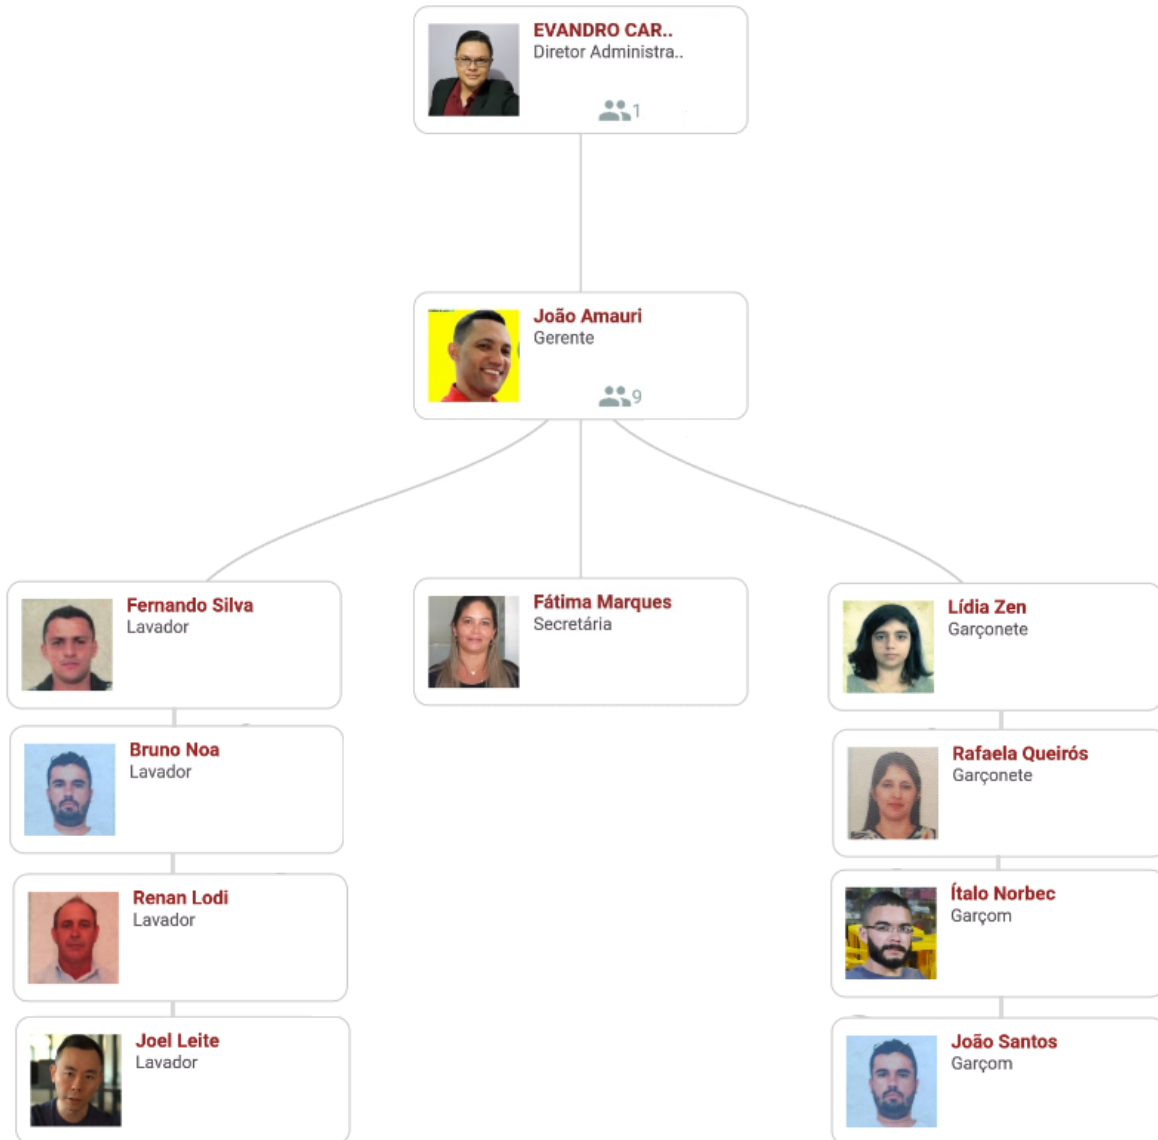 EVANDRO CAR..
Diretor Administra..
1
João Amauri
Gerente
9
Fernando Silva
Lavador
Fátima Marques
Secretária
Lídia Zen
Garçonete
Bruno Noa
Lavador
Rafaela Queirós
Garçonete
Renan Lodi
Lavador
Ítalo Norbec
Garçom
Joel Leite
Lavador
João Santos
Garçom